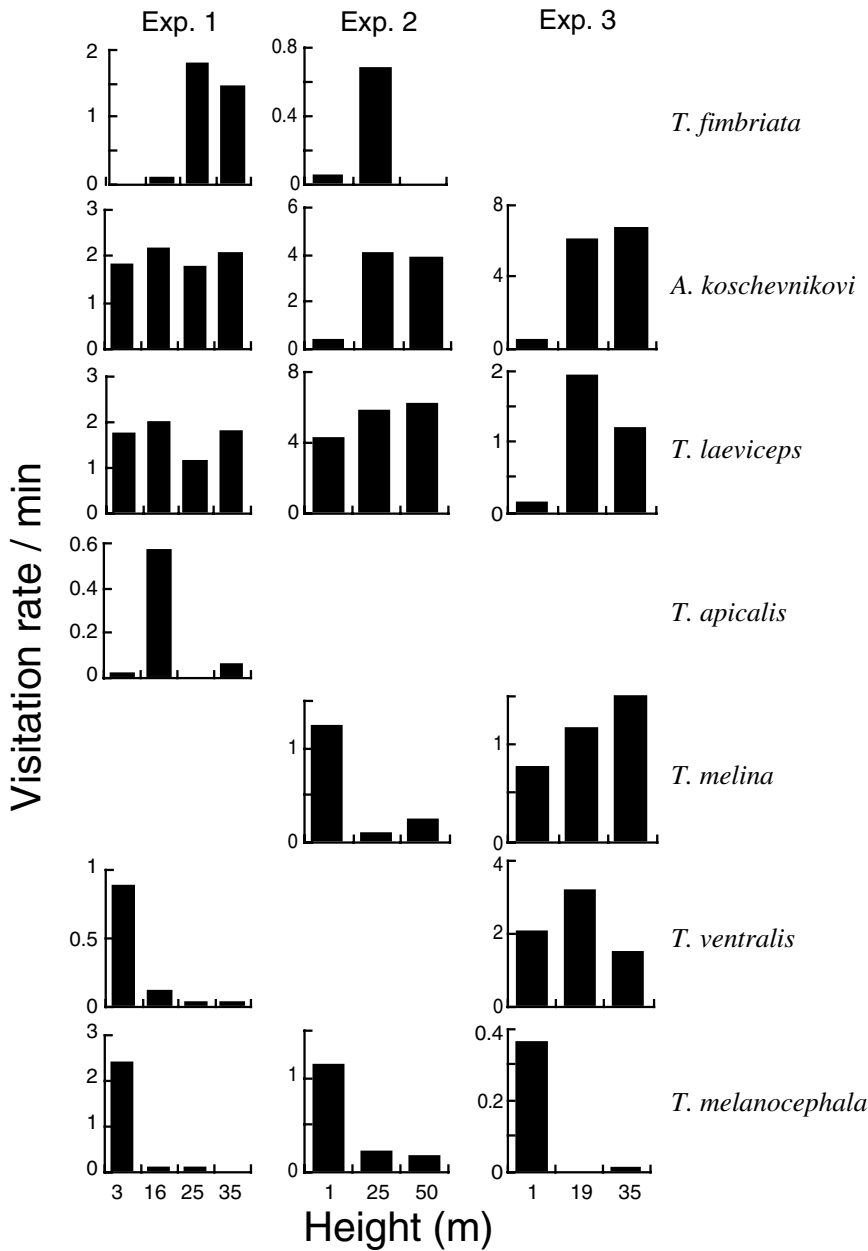 Exp. 1 Exp. 2 Exp. 3
2 1 0
0.8 0.4 0
T. fimbriata
3 2 1 0
6 4 2 0
8 4 0
A. koschevnikovi
3 2 1 0
8 4 0
2 1 0
T. laeviceps
0.6 0.4 0.2 0
T. apicalis
1 0
1 0
T. melina
1 0.5 0
4 2 0
T. ventralis
3 2 1 0
1 0
0.4 0.2 0
T. melanocephala
3 16 25 35 1 25 50 1 19 35
Height (m)
Visitation rate / min